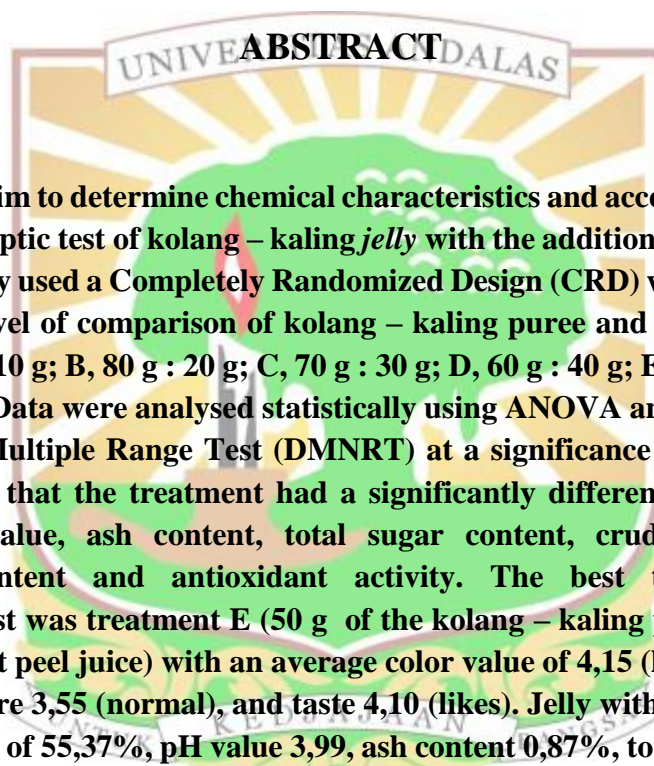 ABSTRACT
UNIVE ALAS
im to determine chemical characteristics and acc
ptic test of kolang – kaling jelly with the addition
y used a Completely Randomized Design (CRD)
vel of comparison of kolang – kaling puree and
10 g; B, 80 g : 20 g; C, 70 g : 30 g; D, 60 g : 40 g; E
Data were analysed statistically using ANOVA an
Multiple Range Test (DMNRT) at a significance
that the treatment had a significantly differen
alue, ash content, total sugar content, crud
ntent and antioxidant activity. The best t
st was treatment E (50 g of the kolang – kaling
t peel juice) with an average color value of 4,15 (
re 3,55 (normal), and taste 4,10 (likes). Jelly with
of 55,37%, pH value 3,99, ash content 0,87%, to
UNTUK KEDJAJAAN BANGSA